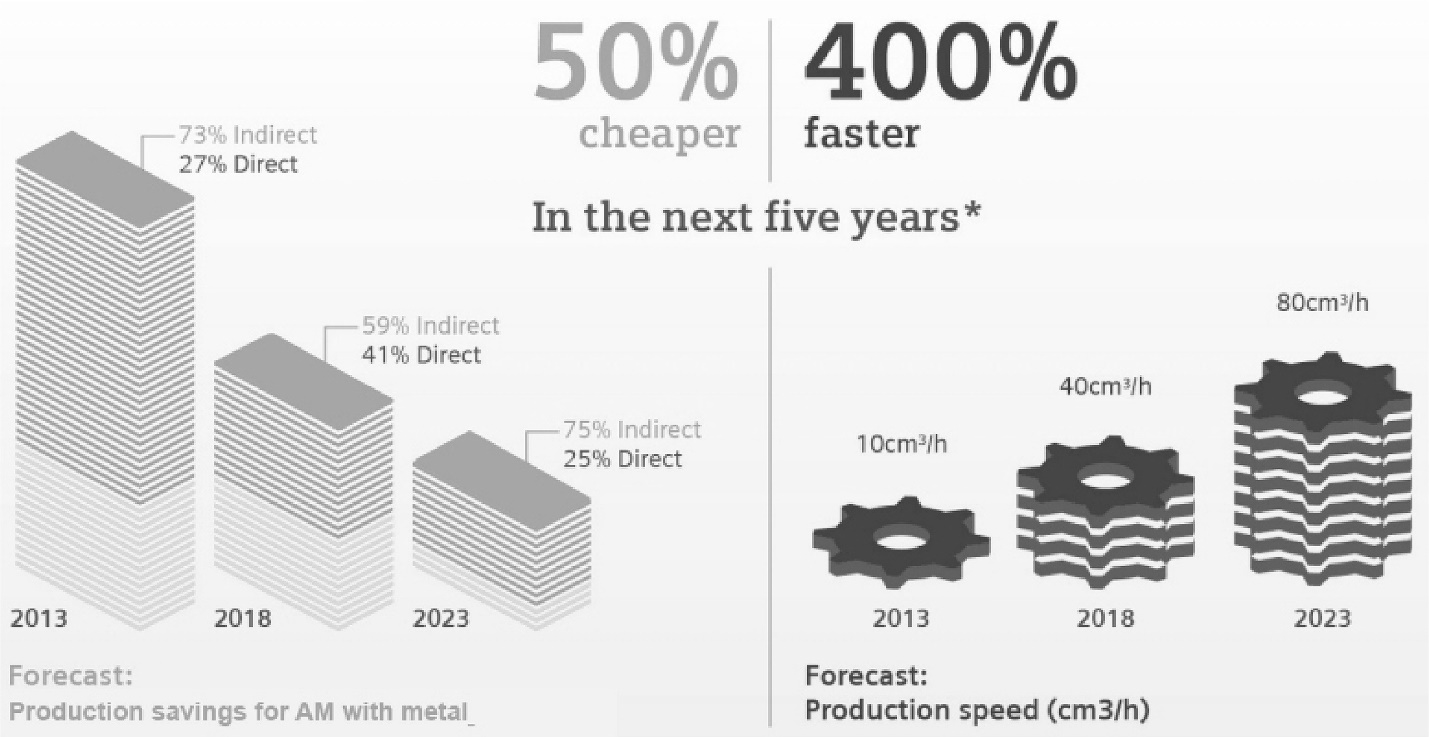 50%
cheaper
400%
faster
In the next five years*
73% Indirect
27% Direct
59% Indirect
41% Direct
75% Indirect
25% Direct
2013
2018
2023
Forecast:
Production savings for AM with metal_
10cm³/h
40cm³/h
80cm³/h
2013
2018
2023
Forecast:
Production speed (cm3/h)